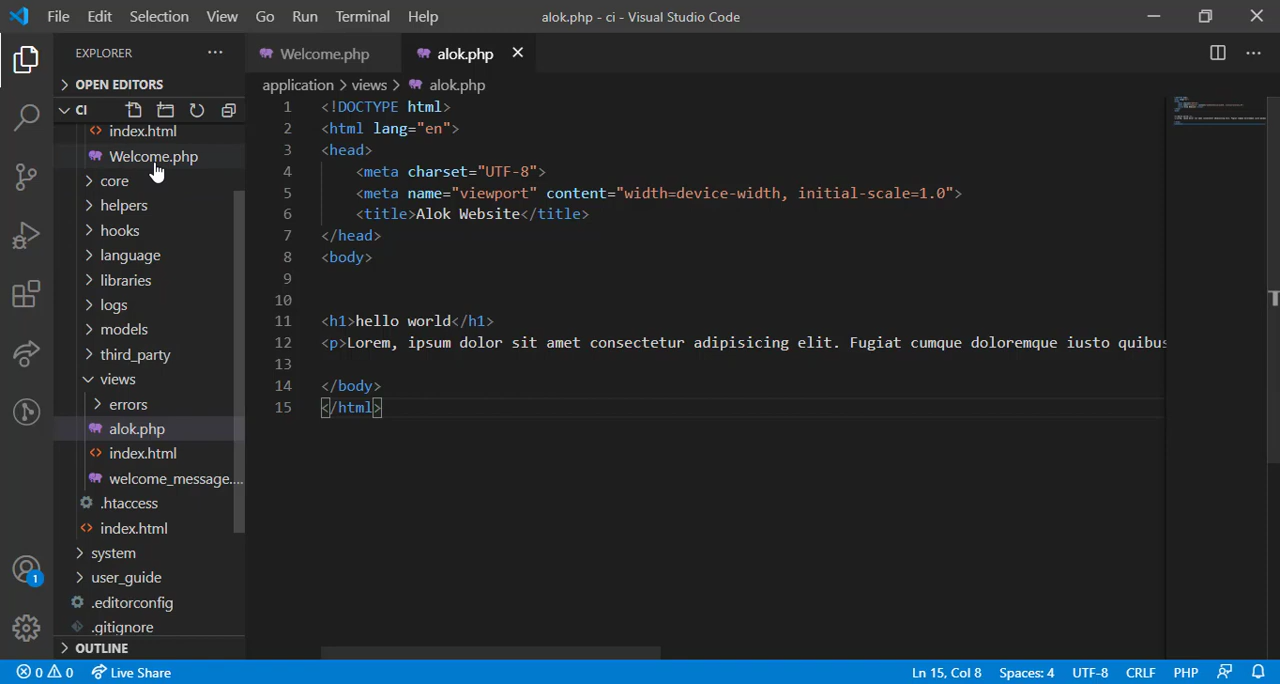 File Edit Selection View Go Run Terminal Help alok.php - ci - Visual Studio Code
EXPLORER
OPEN EDITORS
CI
index.html
Welcome.php
core
helpers
hooks
language
libraries
logs
models
third_party
views
errors
alok.php
index.html
welcome_message....
.htaccess
index.html
system
user_guide
.editorconfig
.gitignore
OUTLINE
Welcome.php alok.php
application > views > alok.php
1 <!DOCTYPE html>
2 <html lang="en">
3 <head>
4 <meta charset="UTF-8">
5 <meta name="viewport" content="width=device-width, initial-scale=1.0">
6 <title>Alok Website</title>
7 </head>
8 <body>
9
10
11 <h1>hello world</h1>
12 <p>Lorem, ipsum dolor sit amet consectetur adipisicing elit. Fugiat cumque doloremque iusto quibus
13
14 </body>
15 </html>
1
0 0 Live Share Ln 15, Col 8 Spaces: 4 UTF-8 CRLF PHP